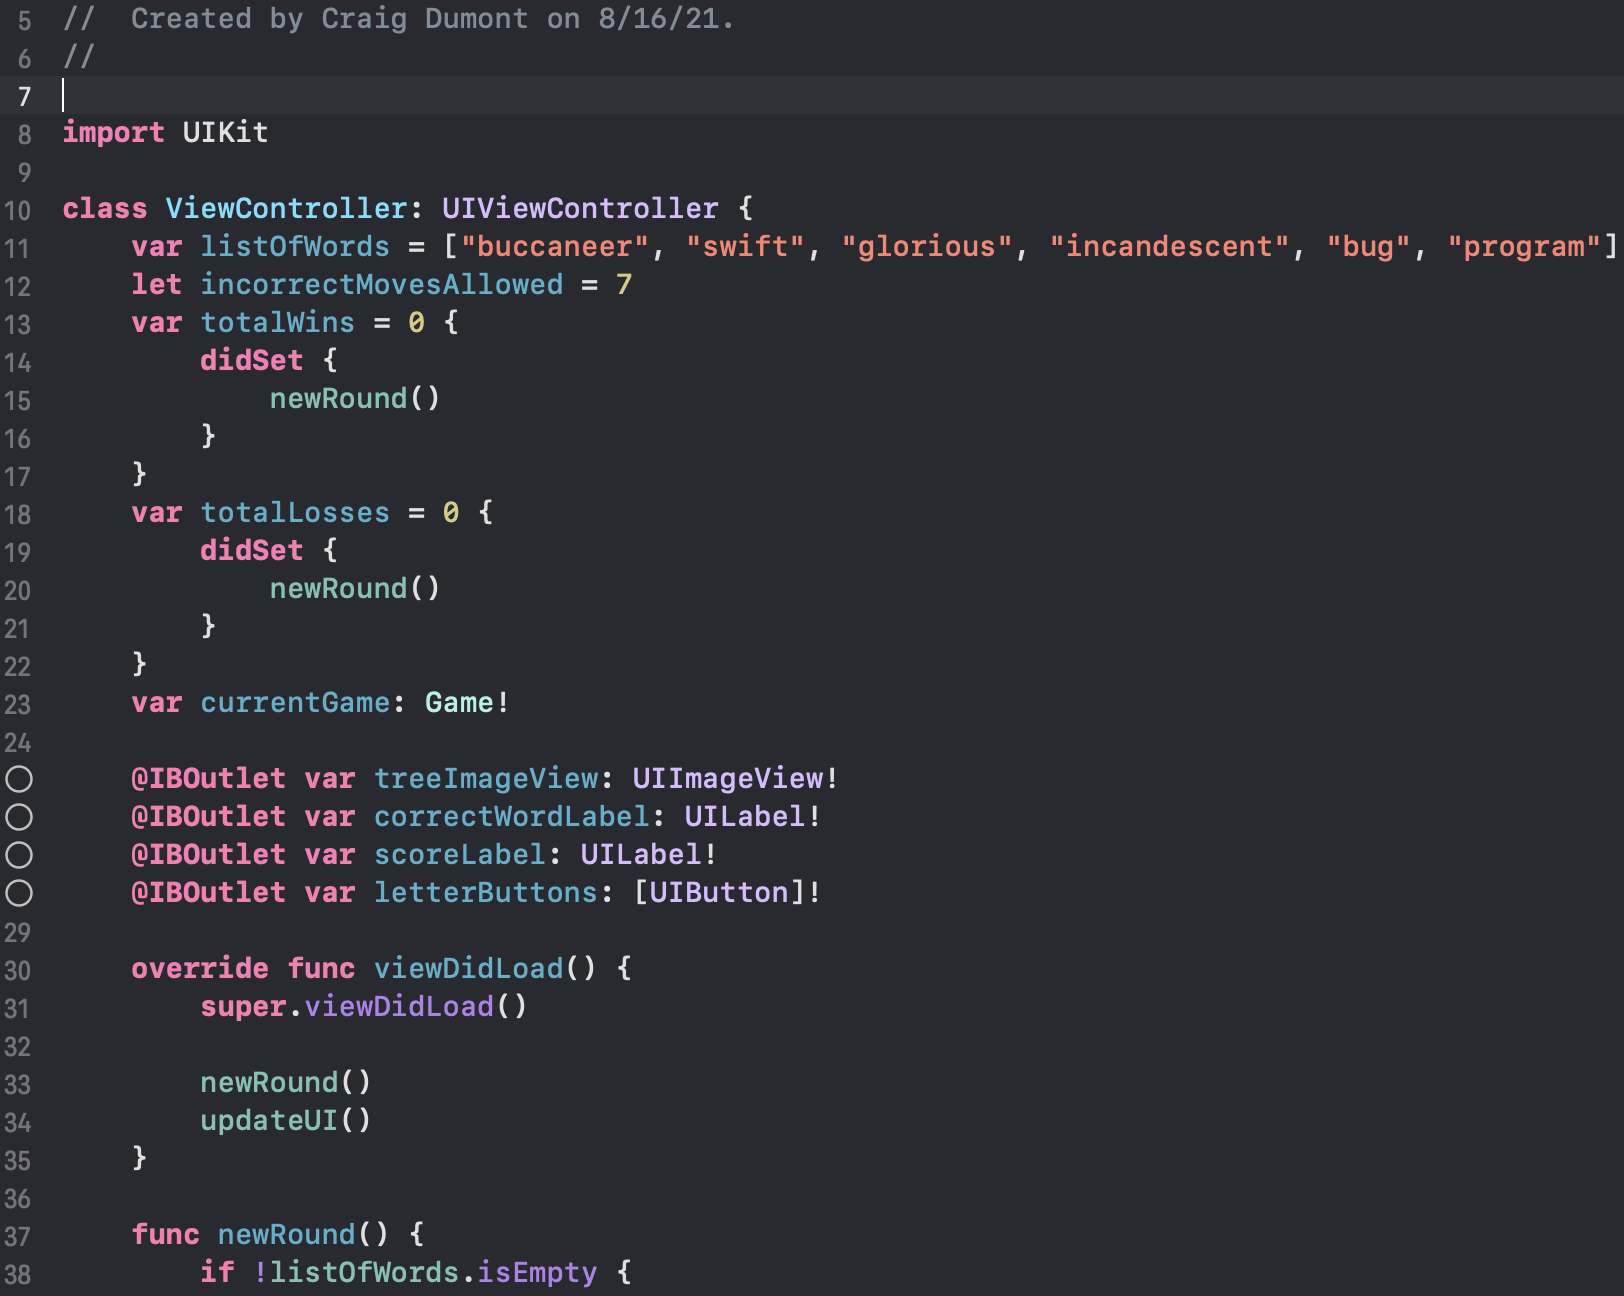 5 //  Created by Craig Dumont on 8/16/21.
6 //
7
8 import UIKit
9
10 class ViewController: UIViewController {
11     var listOfWords = ["buccaneer", "swift", "glorious", "incandescent", "bug", "program"]
12     let incorrectMovesAllowed = 7
13     var totalWins = 0 {
14         didSet {
15             newRound()
16         }
17     }
18     var totalLosses = 0 {
19         didSet {
20             newRound()
21         }
22     }
23     var currentGame: Game!
24
    @IBOutlet var treeImageView: UIImageView!
    @IBOutlet var correctWordLabel: UILabel!
    @IBOutlet var scoreLabel: UILabel!
    @IBOutlet var letterButtons: [UIButton]!
29
30     override func viewDidLoad() {
31         super.viewDidLoad()
32
33         newRound()
34         updateUI()
35     }
36
37     func newRound() {
38         if !listOfWords.isEmpty {